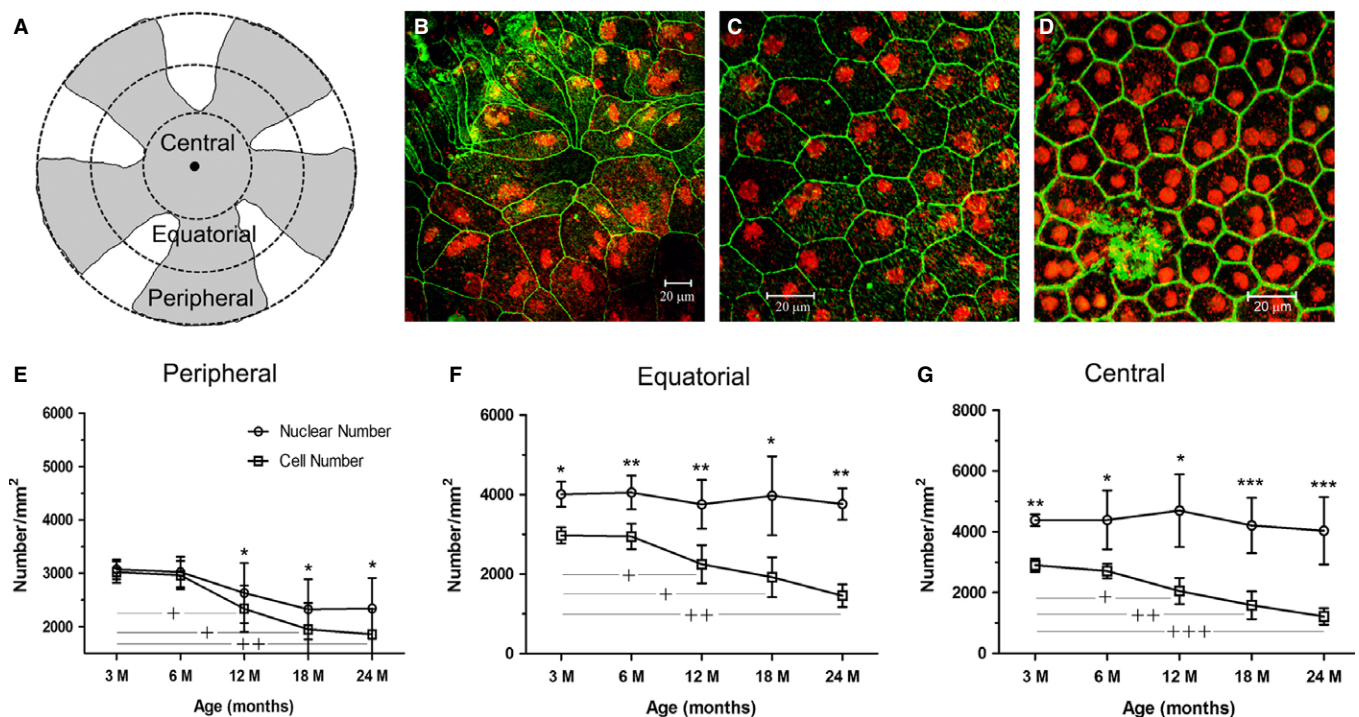 A
Central
Equatorial
Peripheral
B
20 μm
C
20 μm
D
20 μm
E
Peripheral
Number/mm²
6000
5000
4000
3000
2000
Nuclear Number
Cell Number
* * *
+
+
++
3 M 6 M 12 M 18 M 24 M
Age (months)
F
Equatorial
Number/mm²
6000
4000
2000
0
* ** ** * **
+
+
++
3 M 6 M 12 M 18 M 24 M
Age (months)
G
Central
Number/mm²
8000
6000
4000
2000
0
** * * *** ***
+
++
+++
3 M 6 M 12 M 18 M 24 M
Age (months)